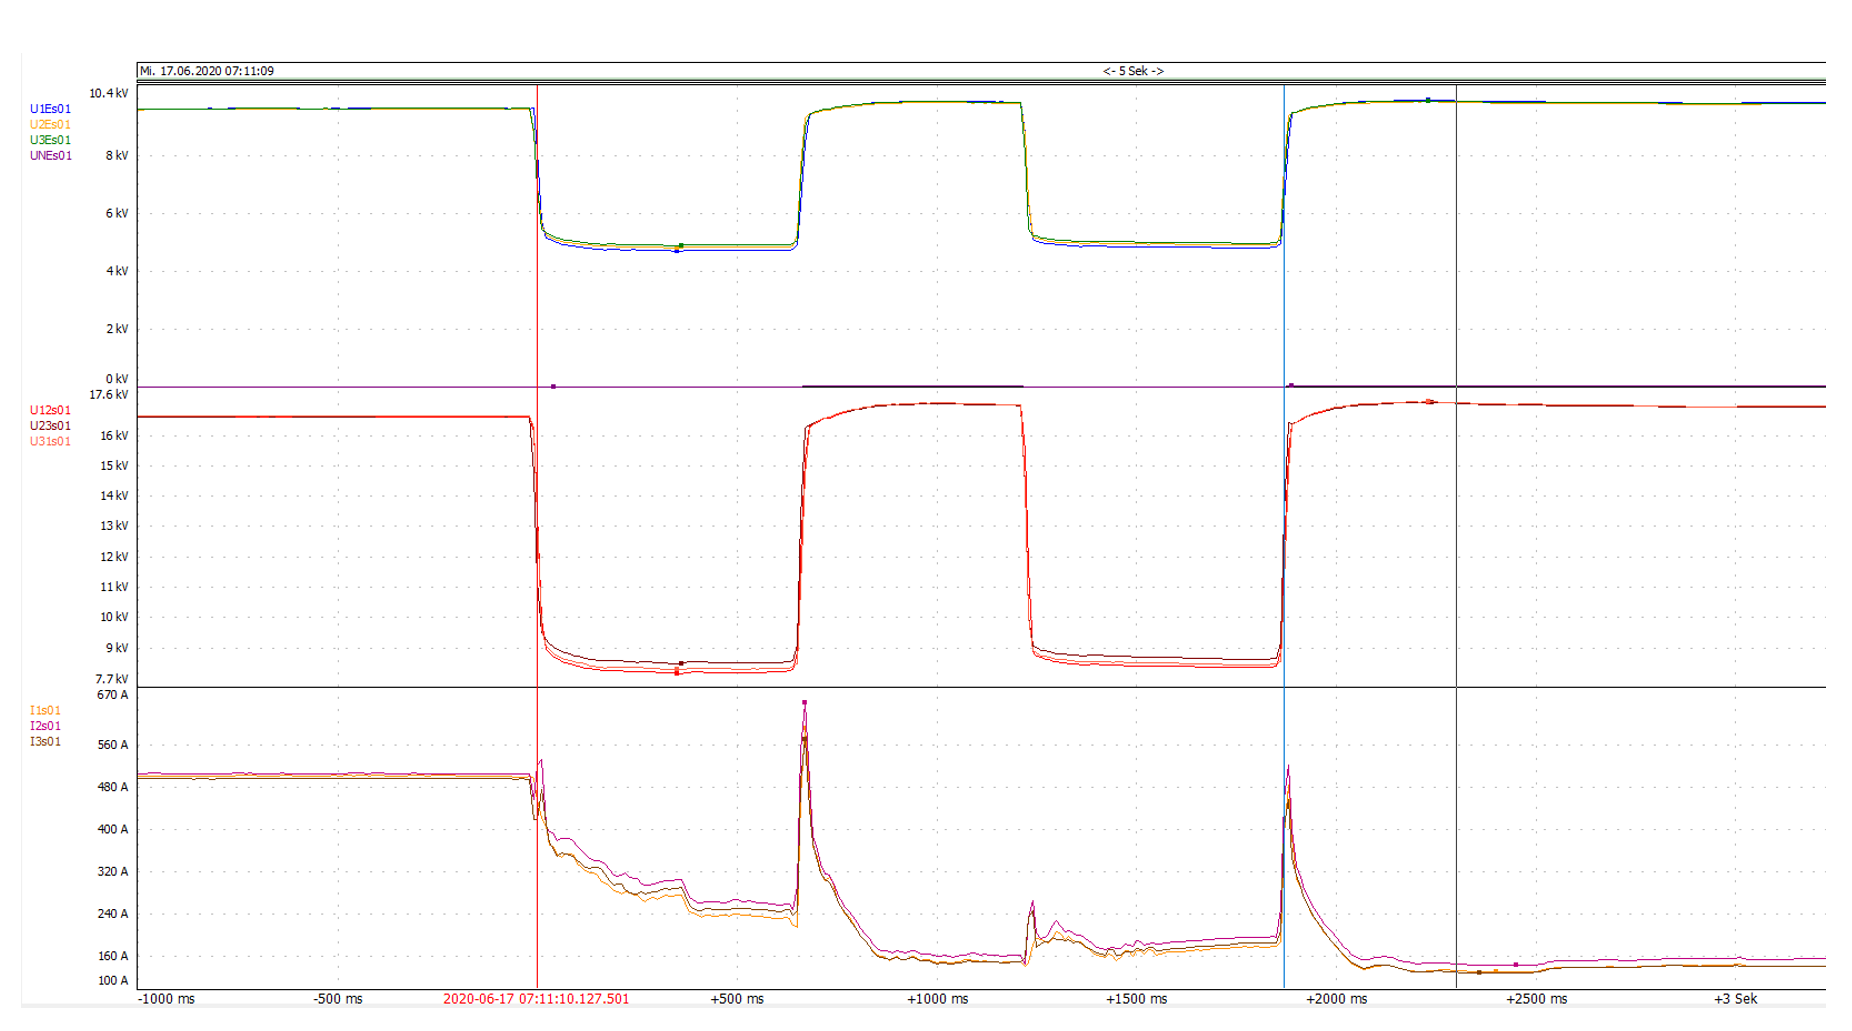 Mi. 17.06.2020 07:11:09 <- 5 Sek ->
10.4 kV
U1Es01
U2Es01
U3Es01
UNEs01
8 kV
6 kV
4 kV
2 kV
0 kV
17.6 kV
U12s01
U23s01
U31s01
16 kV
15 kV
14 kV
13 kV
12 kV
11 kV
10 kV
9 kV
7.7 kV
670 A
I1s01
I2s01
I3s01
560 A
480 A
400 A
320 A
240 A
160 A
100 A
-1000 ms -500 ms 2020-06-17 07:11:10.127.501 +500 ms +1000 ms +1500 ms +2000 ms +2500 ms +3 Sek